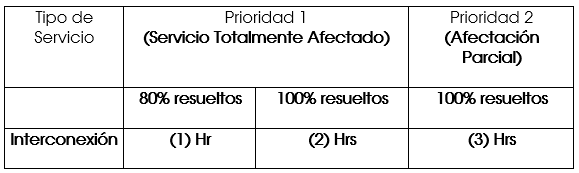 Tipo de Servicio
Prioridad 1
(Servicio Totalmente Afectado)
Prioridad 2
(Afectación Parcial)
80% resueltos
100% resueltos
100% resueltos
Interconexión
(1) Hr
(2) Hrs
(3) Hrs